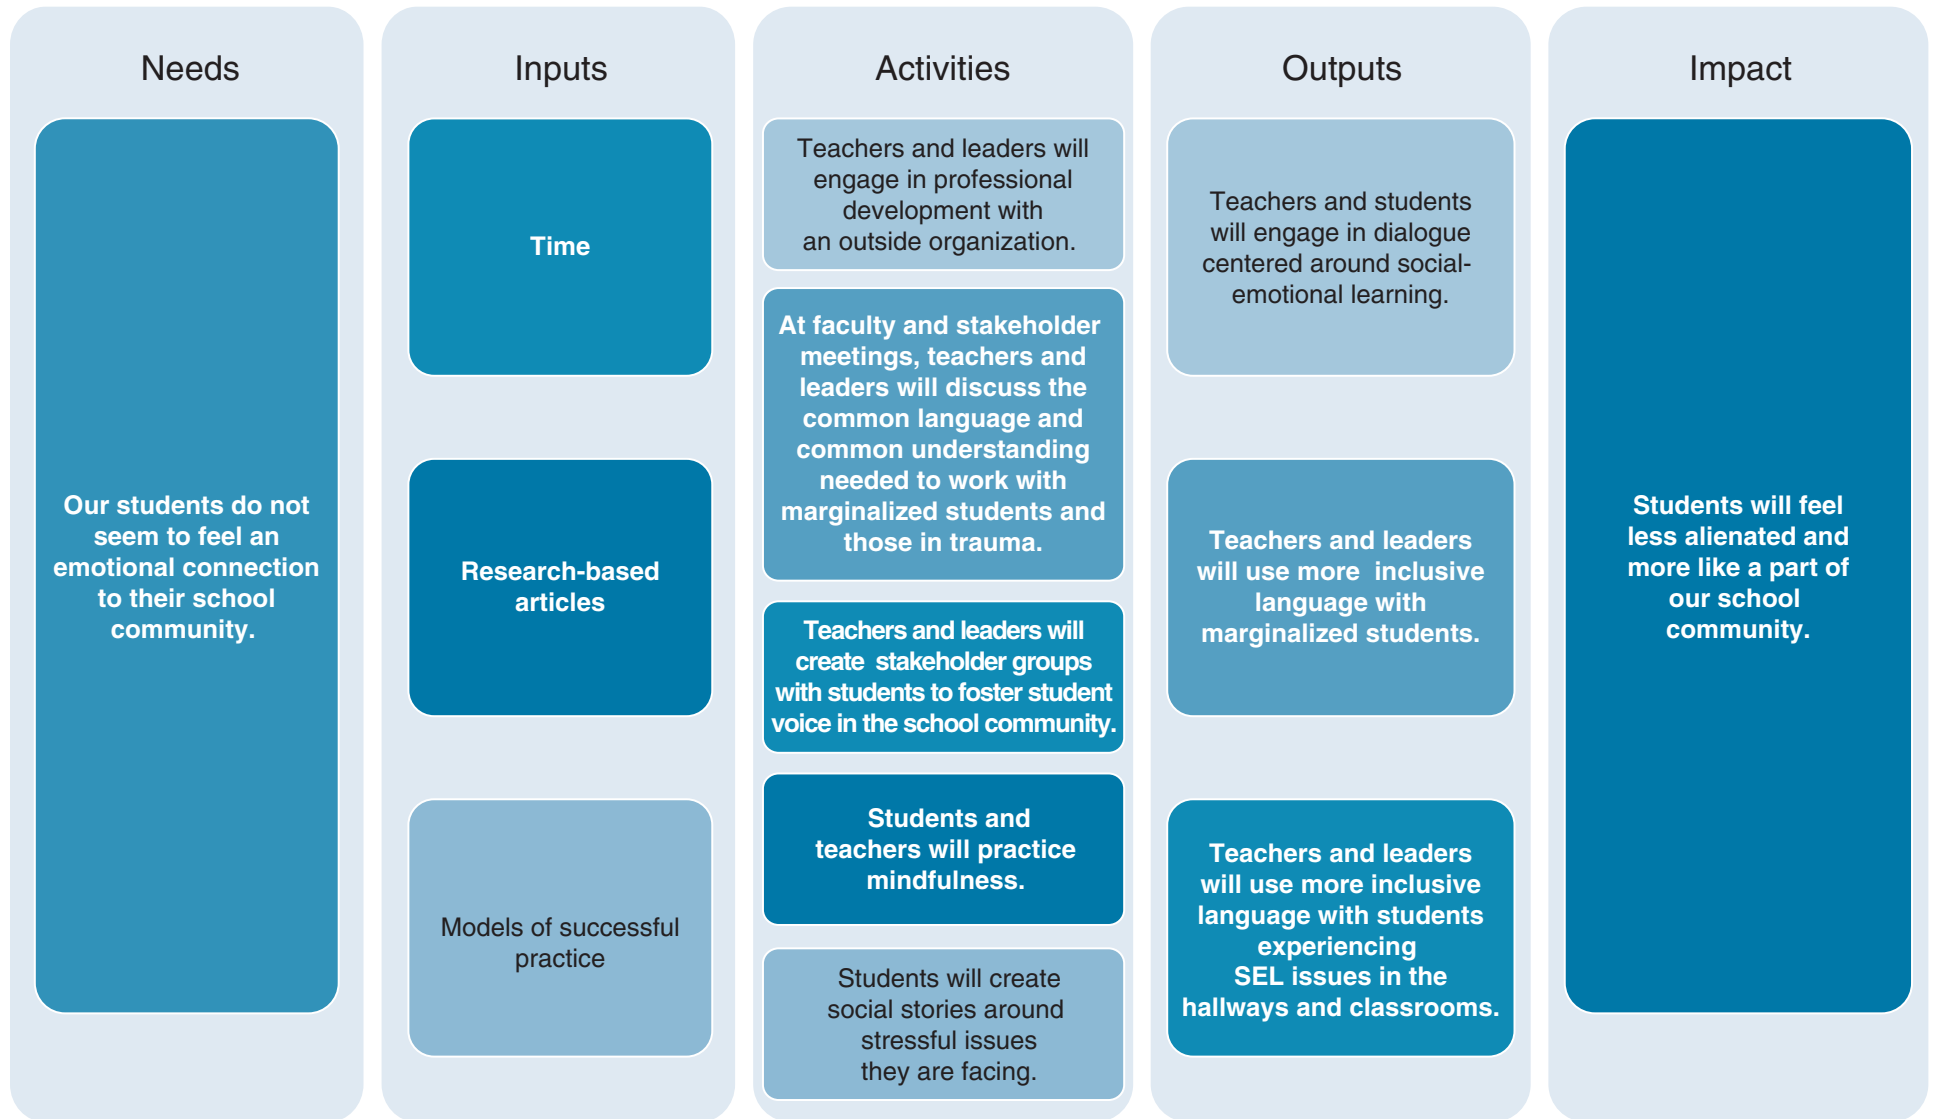 Needs
Our students do not
seem to feel an
emotional connection
to their school
community.
Inputs
Time
Research-based
articles
Models of successful
practice
Activities
Teachers and leaders will
engage in professional
development with
an outside organization.
At faculty and stakeholder
meetings, teachers and
leaders will discuss the
common language and
common understanding
needed to work with
marginalized students and
those in trauma.
Teachers and leaders will
create stakeholder groups
with students to foster student
voice in the school community.
Students and
teachers will practice
mindfulness.
Students will create
social stories around
stressful issues
they are facing.
Outputs
Teachers and students
will engage in dialogue
centered around social-
emotional learning.
Teachers and leaders
will use more inclusive
language with
marginalized students.
Teachers and leaders
will use more inclusive
language with students
experiencing
SEL issues in the
hallways and classrooms.
Impact
Students will feel
less alienated and
more like a part of
our school
community.